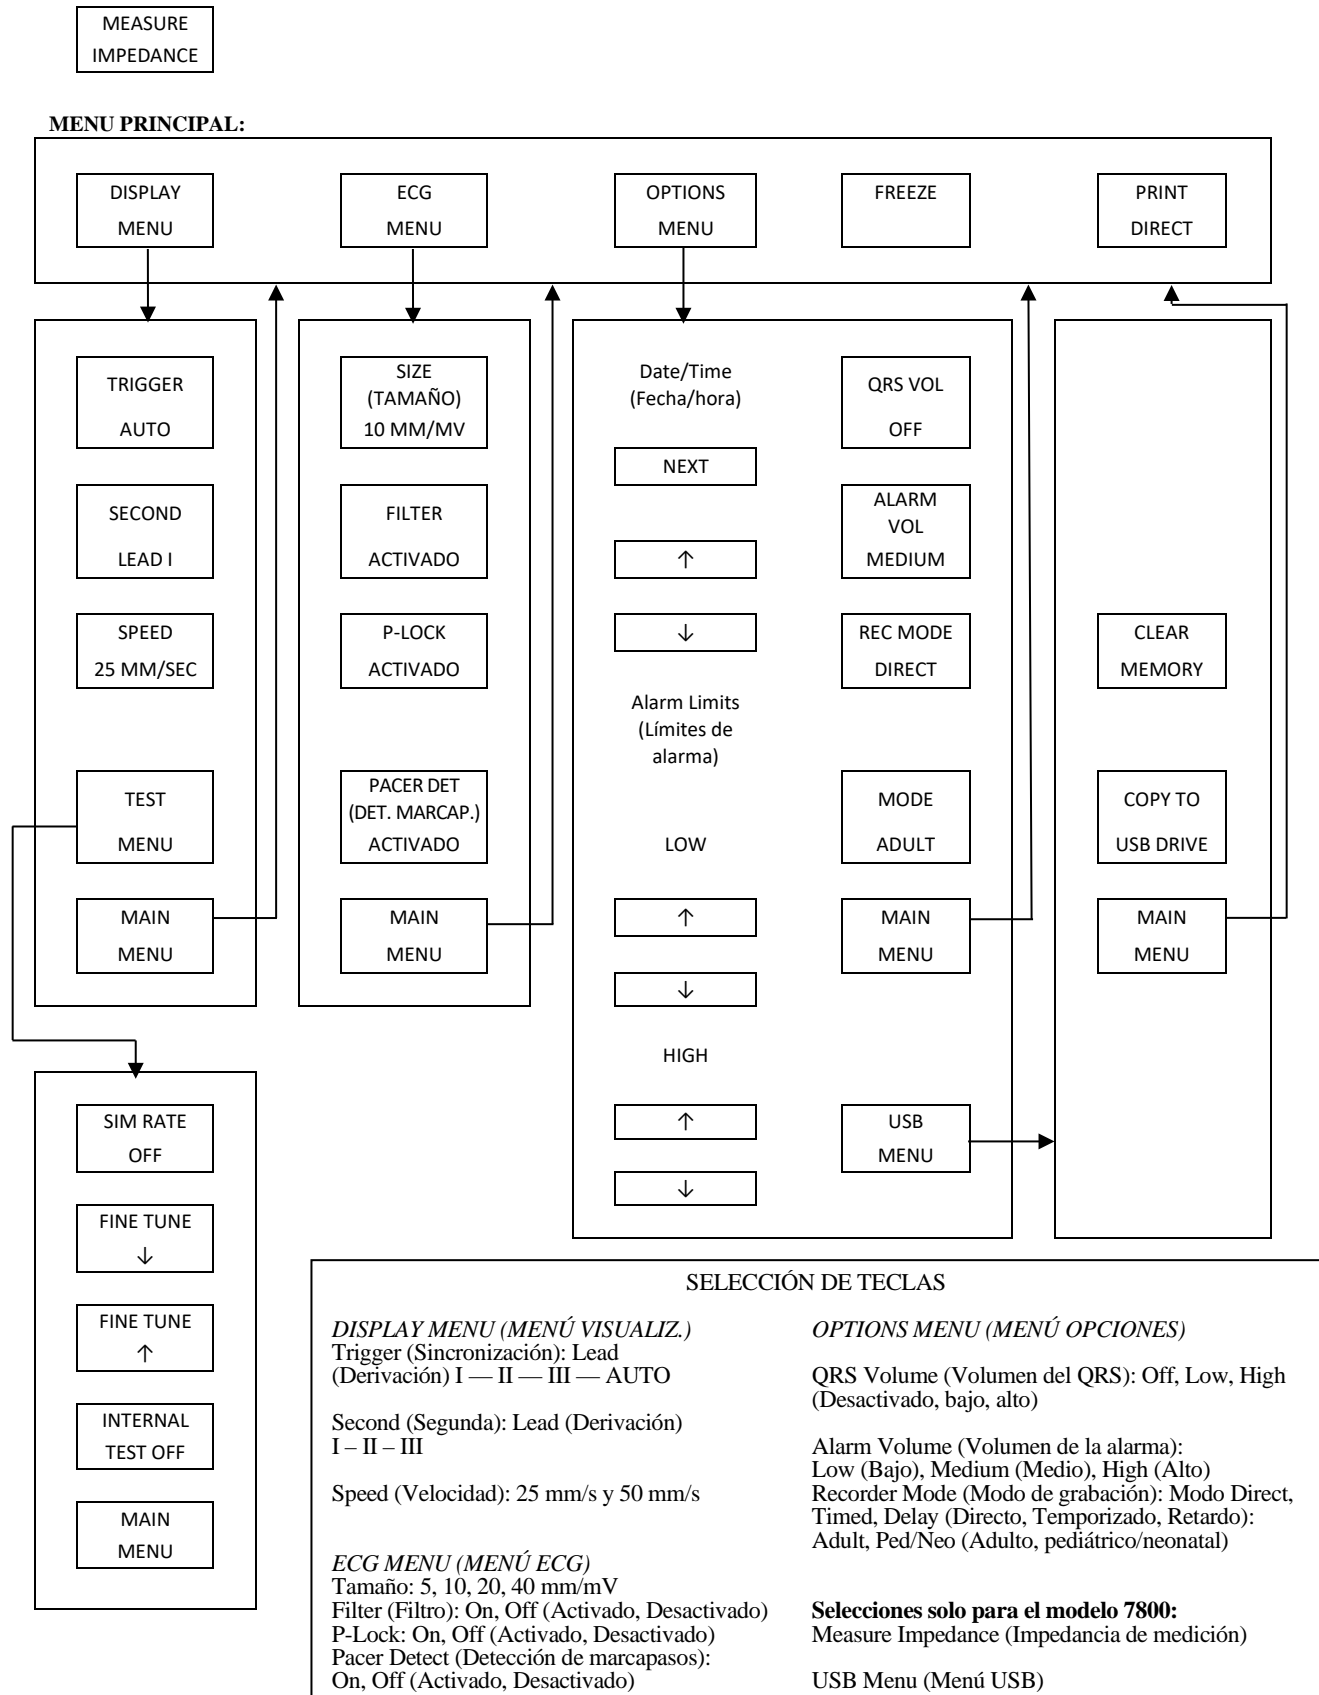 MEASURE
IMPEDANCE
MENU PRINCIPAL:
DISPLAY
MENU
ECG
MENU
OPTIONS
MENU
FREEZE
PRINT
DIRECT
TRIGGER
AUTO
SECOND
LEAD I
SPEED
25 MM/SEC
TEST
MENU
MAIN
MENU
SIZE
(TAMAÑO)
10 MM/MV
FILTER
ACTIVADO
P-LOCK
ACTIVADO
PACER DET
(DET. MARCAP.)
ACTIVADO
MAIN
MENU
Date/Time
(Fecha/hora)
NEXT
↑
↓
Alarm Limits
(Límites de
alarma)
LOW
↑
↓
HIGH
↑
↓
QRS VOL
OFF
ALARM
VOL
MEDIUM
REC MODE
DIRECT
MODE
ADULT
MAIN
MENU
USB
MENU
CLEAR
MEMORY
COPY TO
USB DRIVE
MAIN
MENU
SIM RATE
OFF
FINE TUNE
↓
FINE TUNE
↑
INTERNAL
TEST OFF
MAIN
MENU
SELECCIÓN DE TECLAS
DISPLAY MENU (MENÚ VISUALIZ.)
Trigger (Sincronización): Lead
(Derivación) I — II — III — AUTO
Second (Segunda): Lead (Derivación)
I – II – III
Speed (Velocidad): 25 mm/s y 50 mm/s
ECG MENU (MENÚ ECG)
Tamaño: 5, 10, 20, 40 mm/mV
Filter (Filtro): On, Off (Activado, Desactivado)
P-Lock: On, Off (Activado, Desactivado)
Pacer Detect (Detección de marcapasos):
On, Off (Activado, Desactivado)
OPTIONS MENU (MENÚ OPCIONES)
QRS Volume (Volumen del QRS): Off, Low, High
(Desactivado, bajo, alto)
Alarm Volume (Volumen de la alarma):
Low (Bajo), Medium (Medio), High (Alto)
Recorder Mode (Modo de grabación): Modo Direct,
Timed, Delay (Directo, Temporizado, Retardo):
Adult, Ped/Neo (Adulto, pediátrico/neonatal)
Selecciones solo para el modelo 7800:
Measure Impedance (Impedancia de medición)
USB Menu (Menú USB)